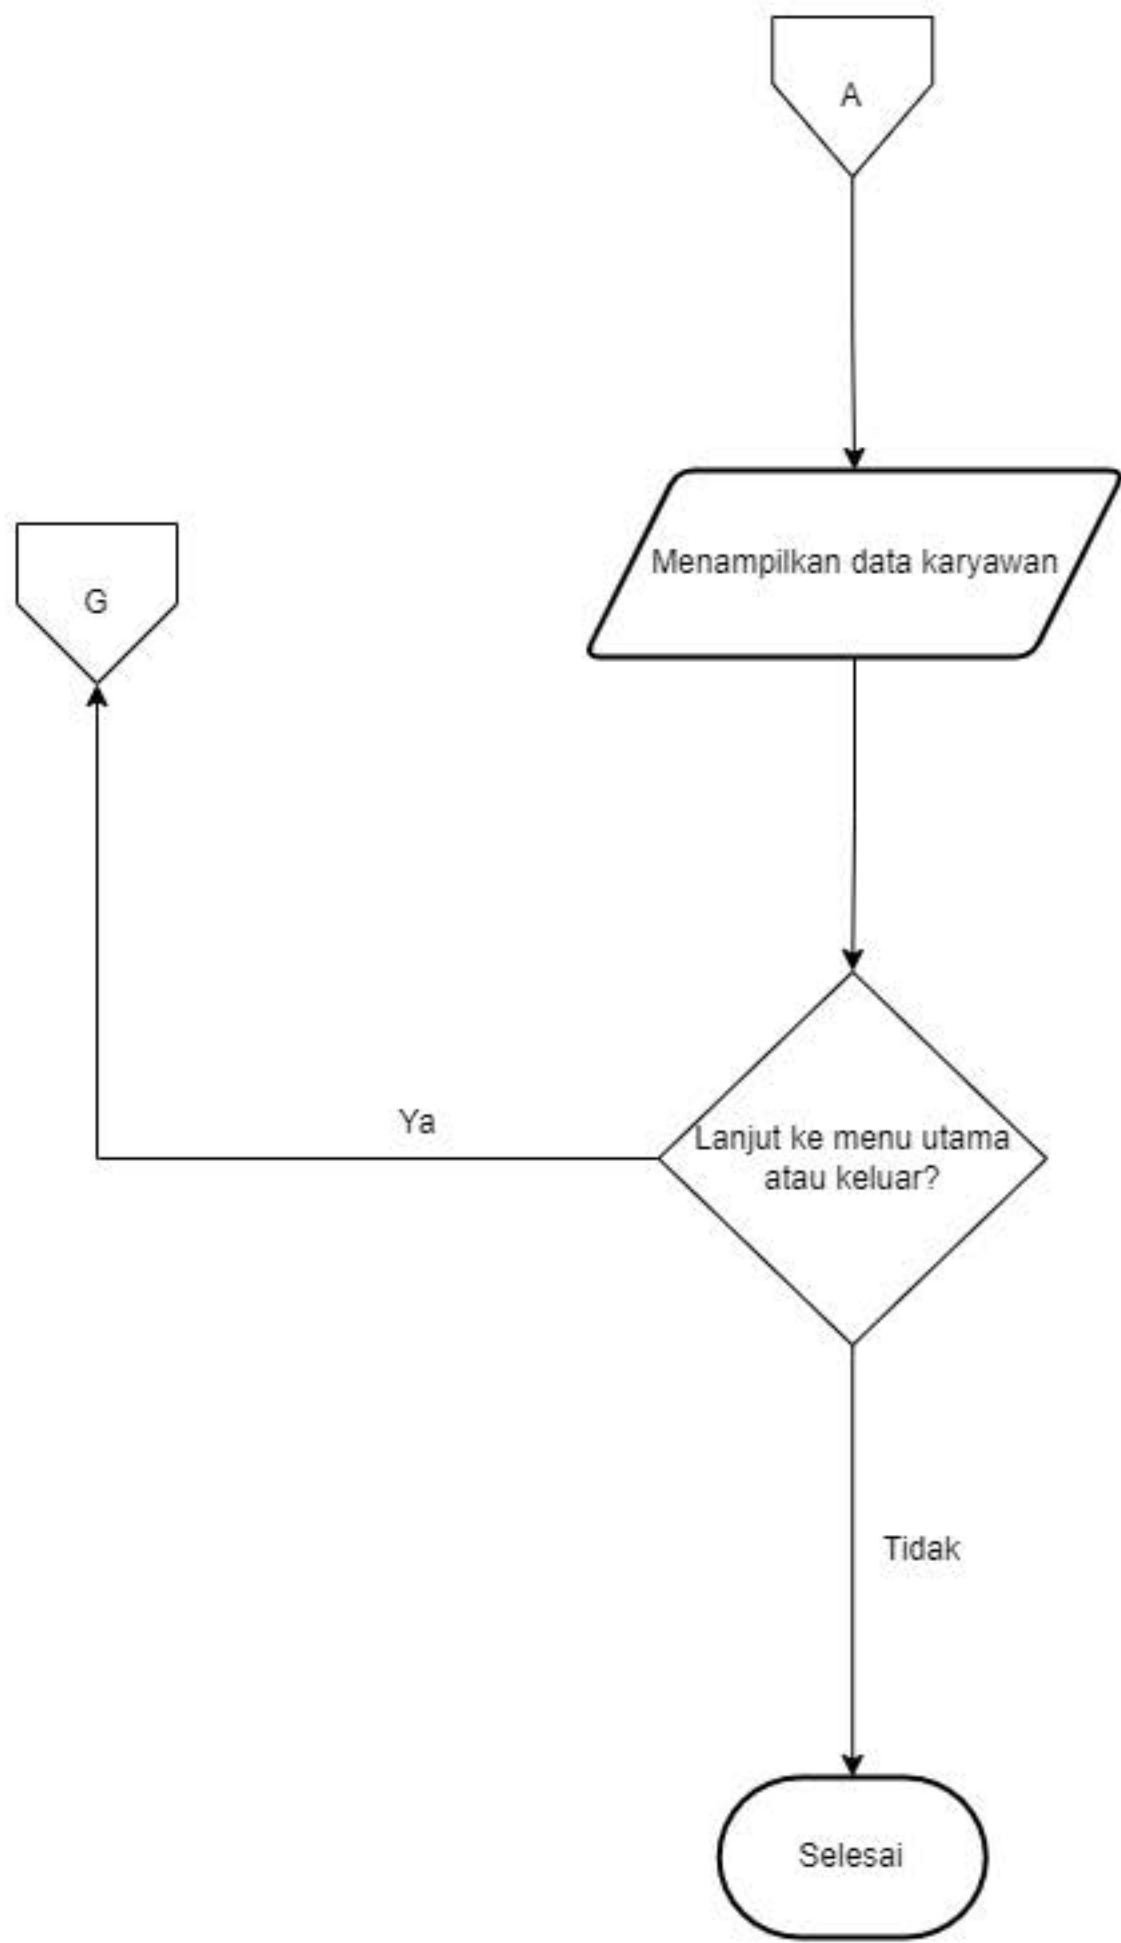 A
Menampilkan data karyawan
G
Ya
Lanjut ke menu utama
atau keluar?
Tidak
Selesai